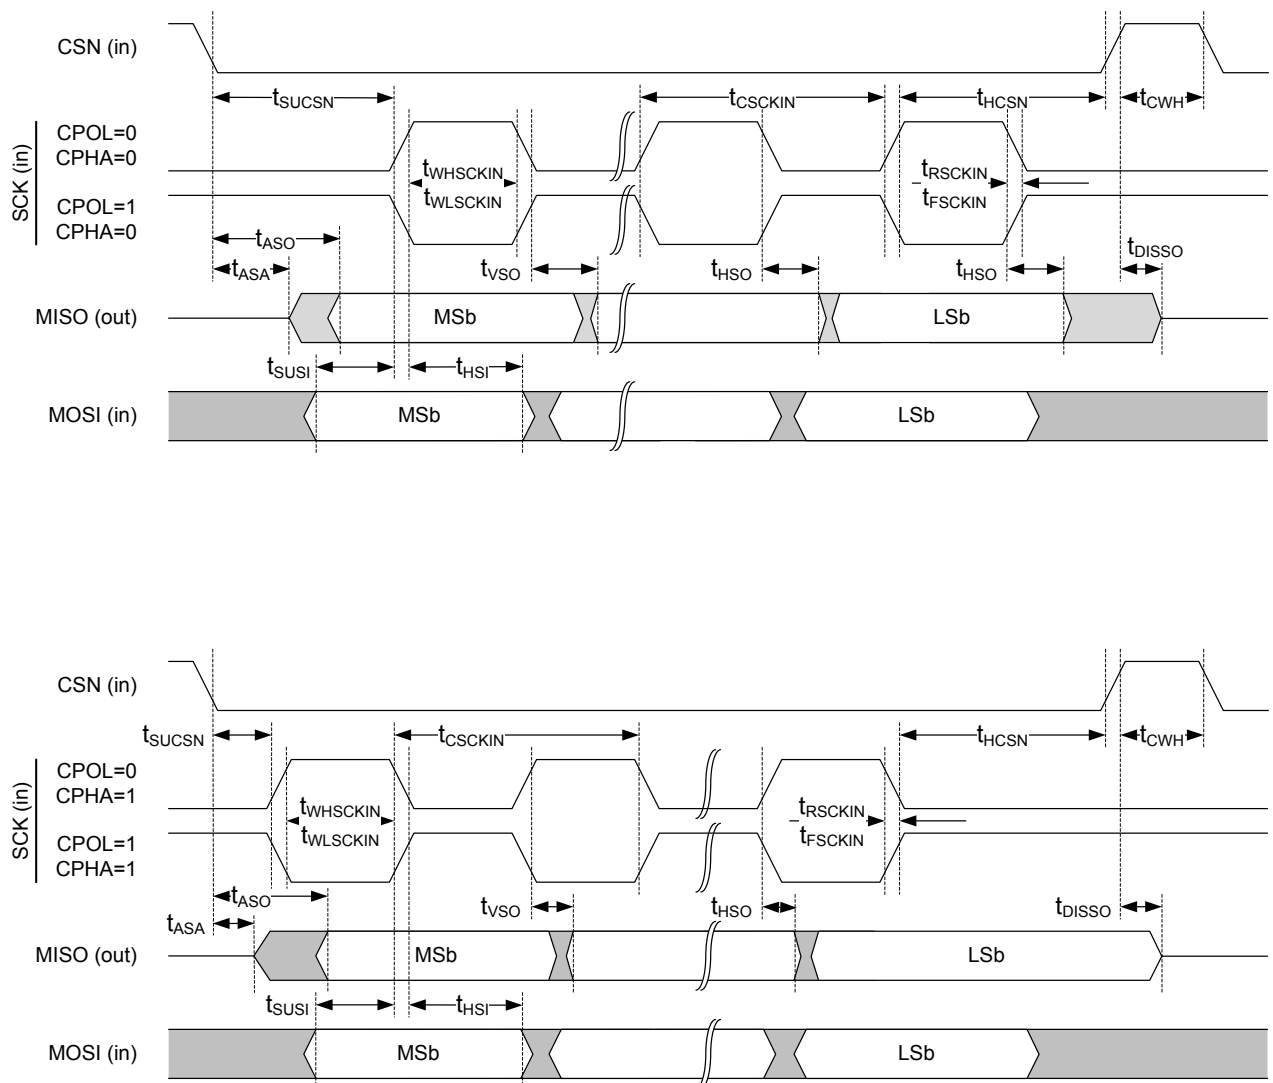 CSN (in)
tSUCSN
tCSCKIN
tHCSN
tCWH
SCK (in)
CPOL=0
CPHA=0
tWHSCKIN
tRSCKIN
CPOL=1
CPHA=0
tWLSCKIN
tFSCKIN
tASO
tASA
tVSO
tHSO
tHSO
tDISSO
MISO (out)
MSb
LSb
tSUSI
tHSI
MOSI (in)
MSb
LSb
CSN (in)
tSUCSN
tCSCKIN
tHCSN
tCWH
SCK (in)
CPOL=0
CPHA=1
tWHSCKIN
tRSCKIN
CPOL=1
CPHA=1
tWLSCKIN
tFSCKIN
tASO
tASA
tVSO
tHSO
tDISSO
MISO (out)
MSb
LSb
tSUSI
tHSI
MOSI (in)
MSb
LSb